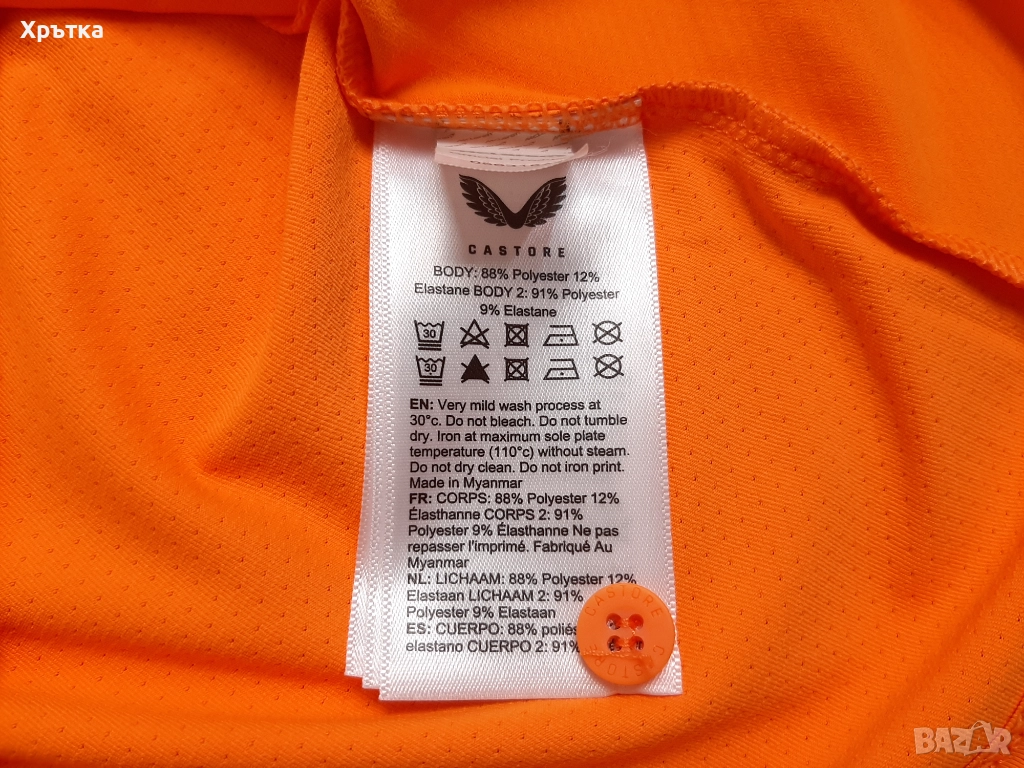 Хрътка
CASTORE
BODY: 88% Polyester 12%
Elastane BODY 2: 91% Polyester
9% Elastane
30
30
EN: Very mild wash process at
30°c. Do not bleach. Do not tumble
dry. Iron at maximum sole plate
temperature (110°c) without steam.
Do not dry clean. Do not iron print.
Made in Myanmar
FR: CORPS: 88% Polyester 12%
Élasthanne CORPS 2: 91%
Polyester 9% Élasthanne Ne pas
repasser l'imprimé. Fabriqué Au
Myanmar
NL: LICHAAM: 88% Polyester 12%
Elastaan LICHAAM 2: 91%
Polyester 9% Elastaan
ES: CUERPO: 88% poliés
elastano CUERPO 2: 91%
CASTORE
BAZAR